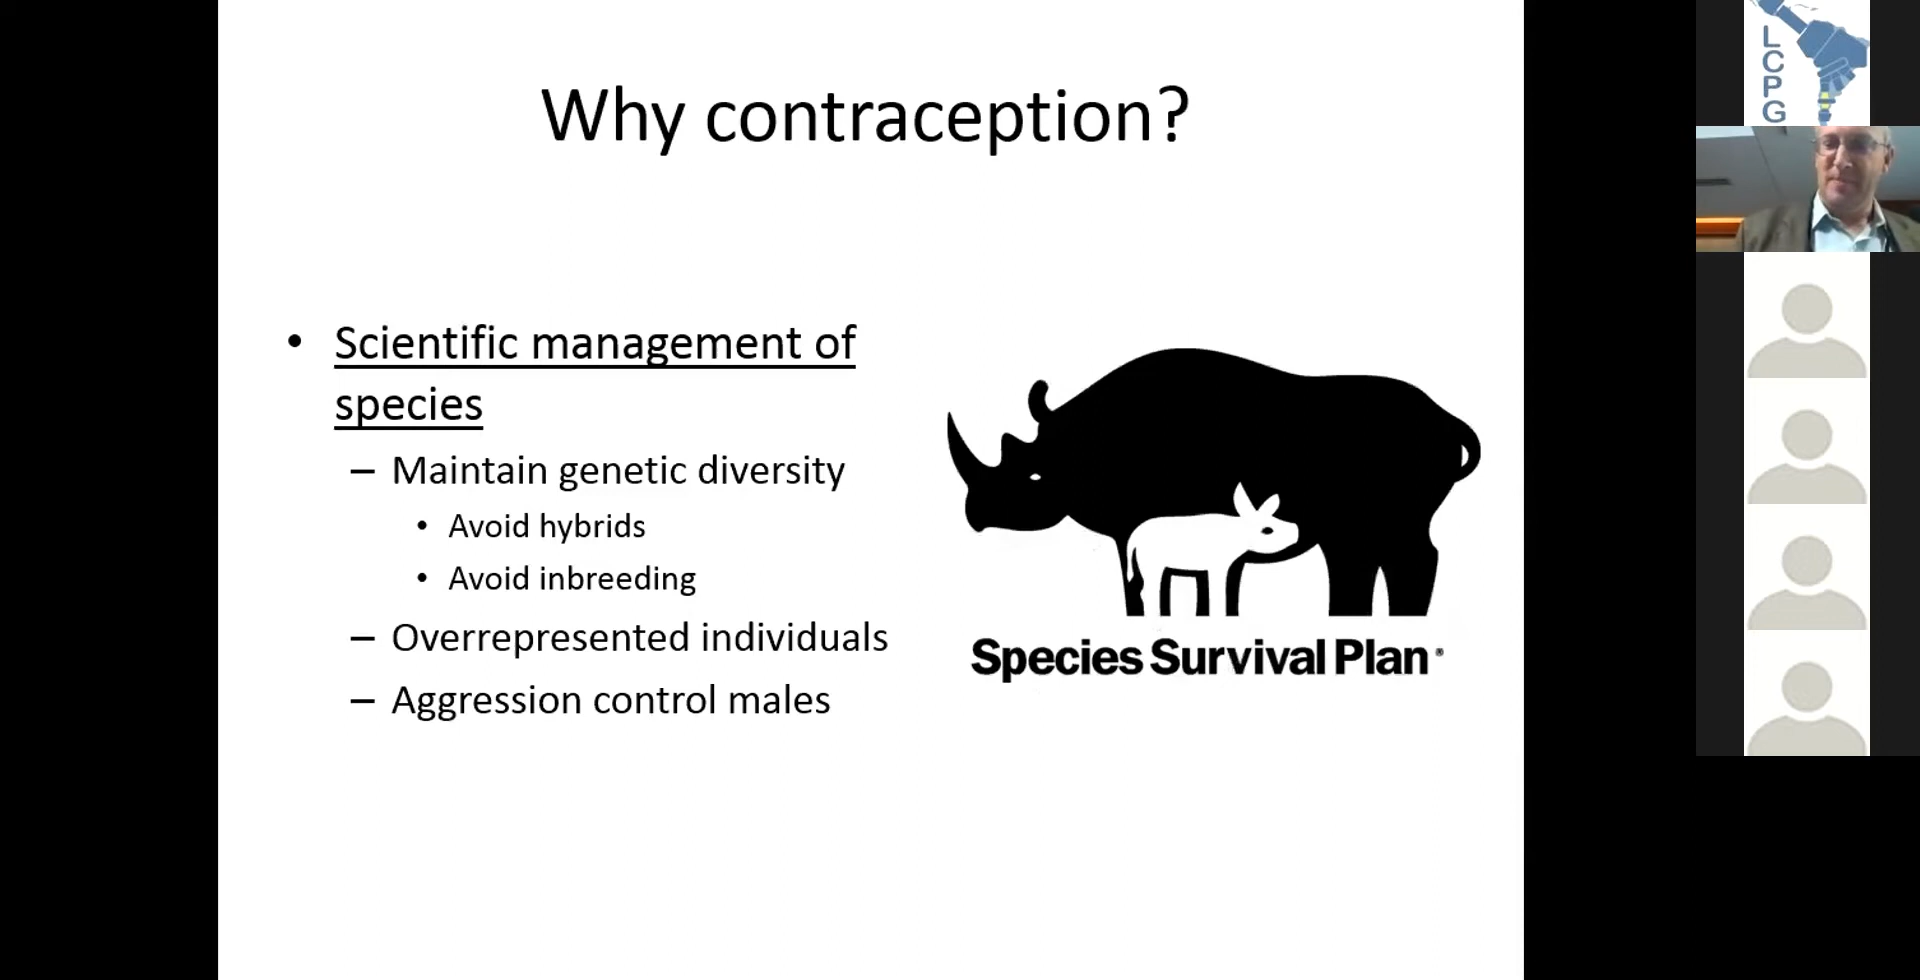 Why contraception?
• Scientific management of
species
– Maintain genetic diversity
• Avoid hybrids
• Avoid inbreeding
– Overrepresented individuals
– Aggression control males
Species Survival Plan®
L
C
P
G